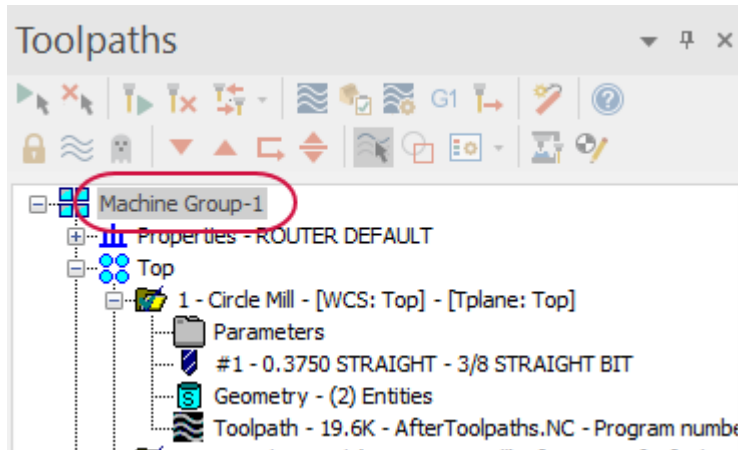 Toolpaths
G1
Machine Group-1
Properties - ROUTER DEFAULT
Top
1 - Circle Mill - [WCS: Top] - [Tplane: Top]
Parameters
#1 - 0.3750 STRAIGHT - 3/8 STRAIGHT BIT
Geometry - (2) Entities
Toolpath - 19.6K - AfterToolpaths.NC - Program numbe